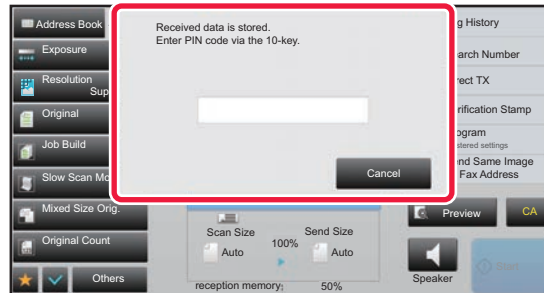 Address Book
Exposure
Resolution
Sup
Original
Job Build
Slow Scan Mo
Mixed Size Orig.
Original Count
Others
Received data is stored.
Enter PIN code via the 10-key.
Cancel
g History
arch Number
rect TX
rification Stamp
ogram
stered settings
nd Same Image
Fax Address
Scan Size
Auto
100%
Send Size
Auto
reception memory:
50%
Preview
CA
Speaker
Start